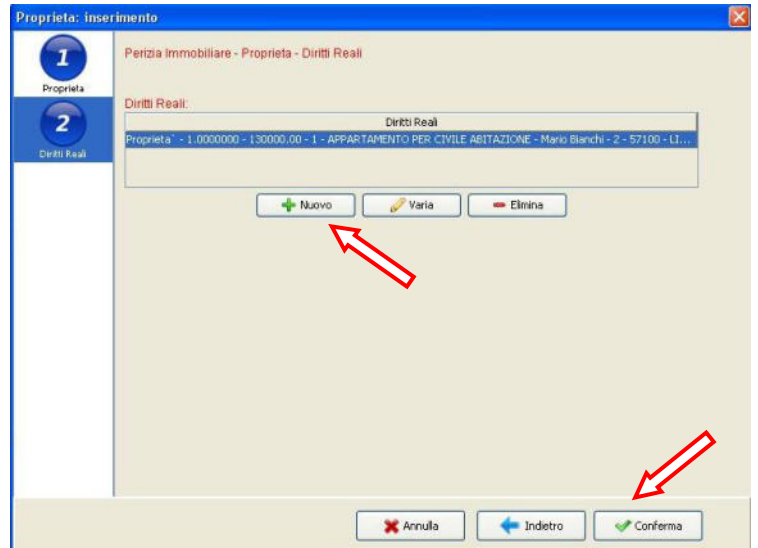 Proprieta: inserimento
1
Proprieta
2
Diritti Reali
Perizia Immobiliare - Proprieta - Diritti Reali
Diritti Reali:
Diritti Reali
Proprieta` - 1.0000000 - 130000.00 - 1 - APPARTAMENTO PER CIVILE ABITAZIONE - Mario Bianchi - 2 - 57100 - LI...
Nuovo
Varia
Elimina
Annulla
Indietro
Conferma